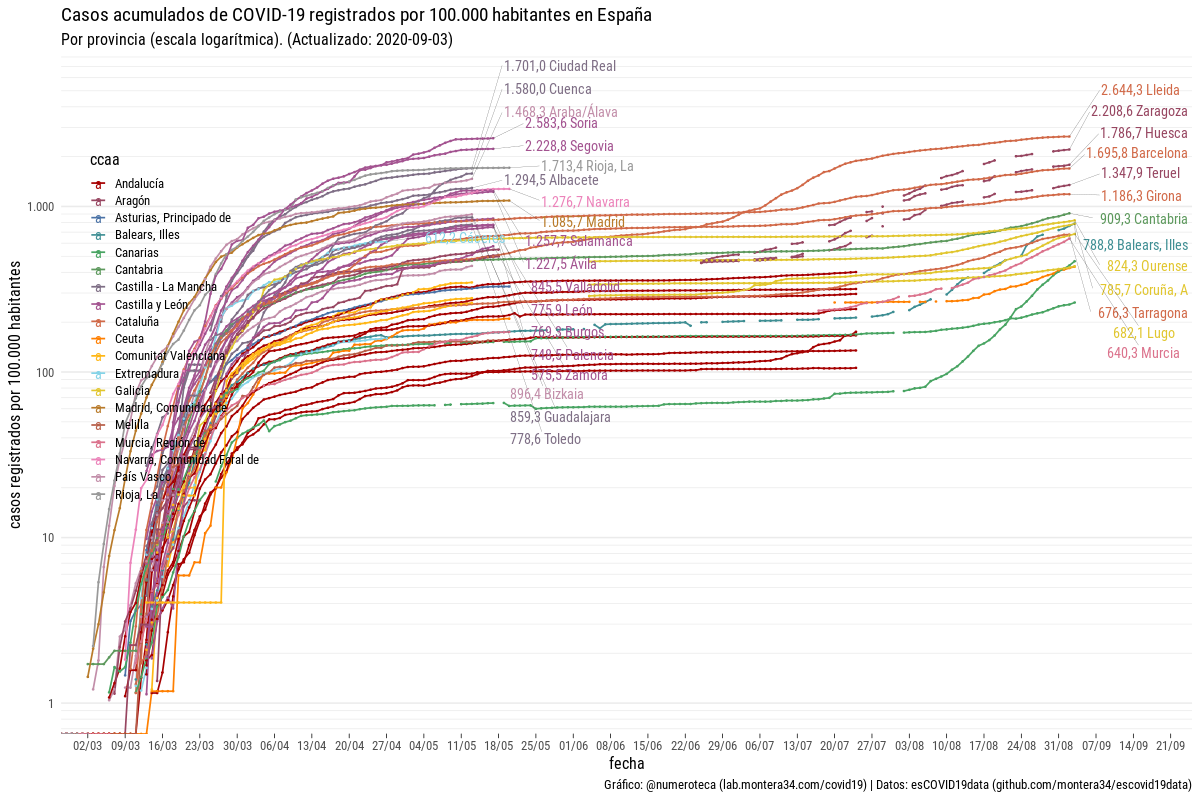 Casos acumulados de COVID-19 registrados por 100.000 habitantes en España
Por provincia (escala logarítmica). (Actualizado: 2020-09-03)
1.701,0 Ciudad Real
1.580,0 Cuenca
1.468,3 Araba/Álava
2.583,6 Soria
2.228,8 Segovia
1.713,4 Rioja, La
1.294,5 Albacete
1.276,7 Navarra
1.085,7 Madrid
1.257,7 Salamanca
1.227,5 Ávila
845,5 Valladolid
775,9 León
769,3 Burgos
740,5 Palencia
575,5 Zamora
896,4 Bizkaia
859,3 Guadalajara
778,6 Toledo
2.644,3 Lleida
2.208,6 Zaragoza
1.786,7 Huesca
1.695,8 Barcelona
1.347,9 Teruel
1.186,3 Girona
909,3 Cantabria
788,8 Balears, Illes
824,3 Ourense
785,7 Coruña, A
676,3 Tarragona
682,1 Lugo
640,3 Murcia
ccaa
Andalucía
Aragón
Asturias, Principado de
Balears, Illes
Canarias
Cantabria
Castilla - La Mancha
Castilla y León
Cataluña
Ceuta
Comunitat Valenciana
Extremadura
Galicia
Madrid, Comunidad de
Melilla
Murcia, Región de
Navarra, Comunidad Foral de
País Vasco
Rioja, La
casos registrados por 100.000 habitantes
1.000
100
10
1
02/03 09/03 16/03 23/03 30/03 06/04 13/04 20/04 27/04 04/05 11/05 18/05 25/05 01/06 08/06 15/06 22/06 29/06 06/07 13/07 20/07 27/07 03/08 10/08 17/08 24/08 31/08 07/09 14/09 21/09
fecha
Gráfico: @numeroteca (lab.montera34.com/covid19) | Datos: esCOVID19data (github.com/montera34/escovid19data)